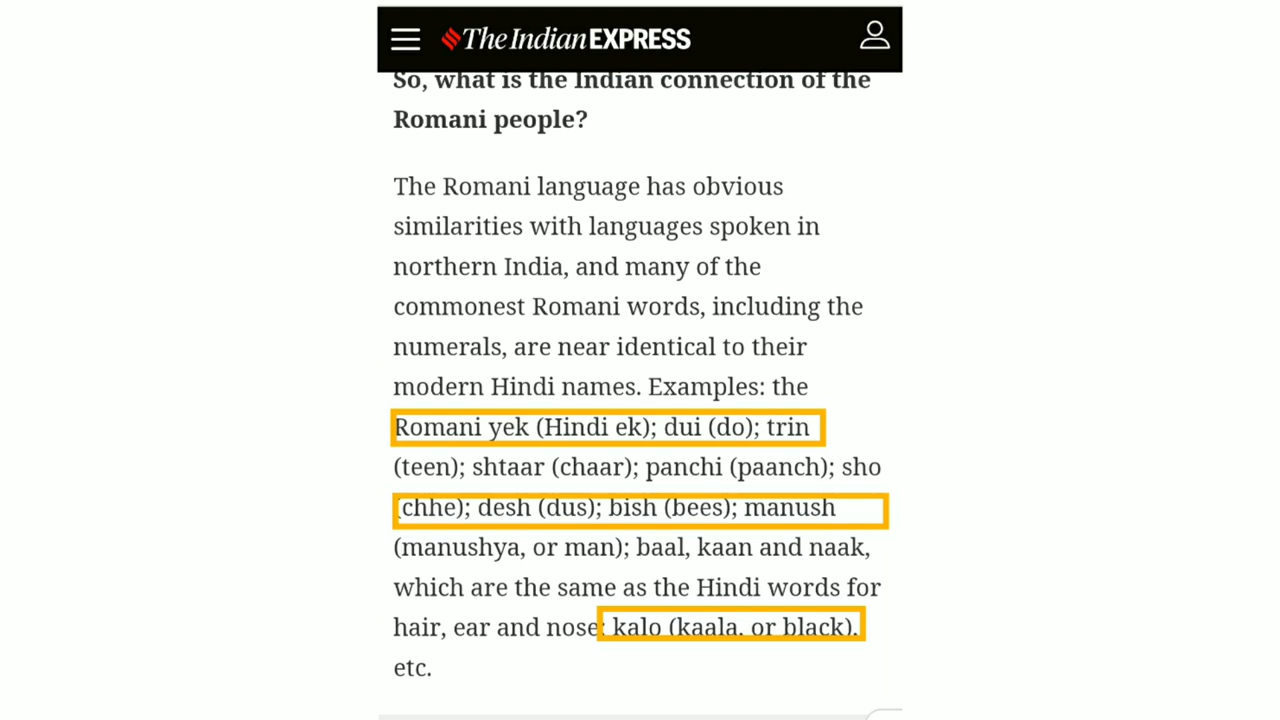 The Indian EXPRESS
So, what is the Indian connection of the
Romani people?
The Romani language has obvious
similarities with languages spoken in
northern India, and many of the
commonest Romani words, including the
numerals, are near identical to their
modern Hindi names. Examples: the
Romani yek (Hindi ek); dui (do); trin
(teen); shtaar (chaar); panchi (paanch); sho
(chhe); desh (dus); bish (bees); manush
(manushya, or man); baal, kaan and naak,
which are the same as the Hindi words for
hair, ear and nose; kalo (kaala, or black),
etc.